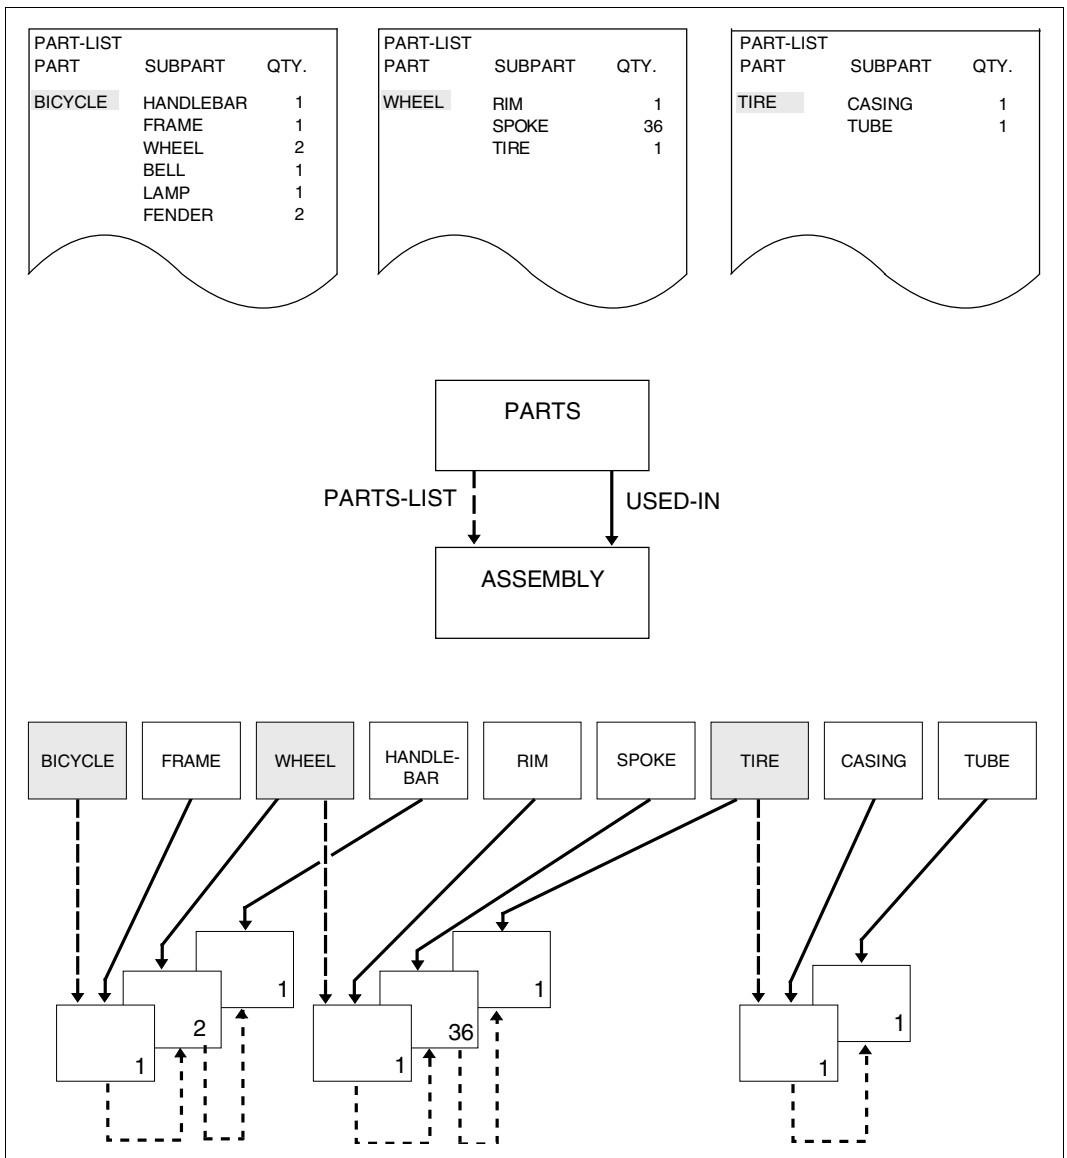 PART-LIST
PART SUBPART QTY.
BICYCLE HANDLEBAR 1
FRAME 1
WHEEL 2
BELL 1
LAMP 1
FENDER 2
PART-LIST
PART SUBPART QTY.
WHEEL RIM 1
SPOKE 36
TIRE 1
PART-LIST
PART SUBPART QTY.
TIRE CASING 1
TUBE 1
PARTS
PARTS-LIST USED-IN
ASSEMBLY
BICYCLE
FRAME
WHEEL
HANDLE-
BAR
RIM
SPOKE
TIRE
CASING
TUBE
1
2
1
1
36
1
1
1